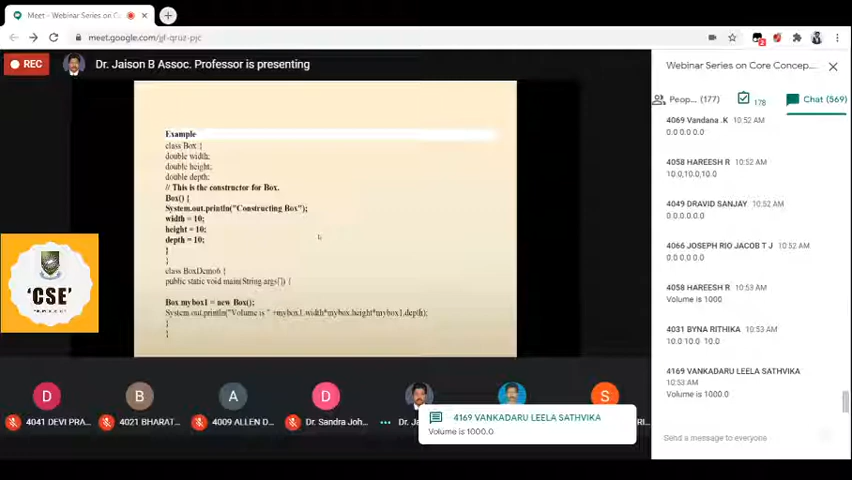 Meet - Webinar Series on C
meet.google.com/gf-qruz-pjc
REC
Dr. Jaison B Assoc. Professor is presenting
Example
class Box {
double width;
double height;
double depth;
// This is the constructor for Box.
Box() {
System.out.println("Constructing Box");
width = 10;
height = 10;
depth = 10;
}
}
class BoxDemo6 {
public static void main(String args[]) {
Box mybox1 = new Box();
System.out.println("Volume is " +mybox1.width*mybox.height*mybox1.depth);
}
}
'CSE'
D
B
A
D
S
4041 DEVI PRA...
4021 BHARAT...
4009 ALLEN D...
Dr. Sandra Joh...
Dr. Ja
RI...
4169 VANKADARU LEELA SATHVIKA
Volume is 1000.0
Webinar Series on Core Concep...
Peop... (177)
178
Chat (569)
4069 Vandana .K 10:52 AM
0.0 0.0 0.0
4058 HAREESH R 10:52 AM
10.0,10.0,10.0
4049 DRAVID SANJAY 10:52 AM
0.0.0.0.0.0
4066 JOSEPH RIO JACOB T J 10:52 AM
0.0 0.0 0.0
4058 HAREESH R 10:53 AM
Volume is 1000
4031 BYNA RITHIKA 10:53 AM
10.0 10.0 10.0
4169 VANKADARU LEELA SATHVIKA
10:53 AM
Volume is 1000.0
Send a message to everyone